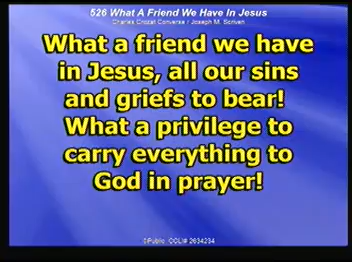 526 What A Friend We Have In Jesus
Charles Crozat Converse / Joseph M. Scriven
What a friend we have
in Jesus, all our sins
and griefs to bear!
What a privilege to
carry everything to
God in prayer!
©Public CCLI# 2634234